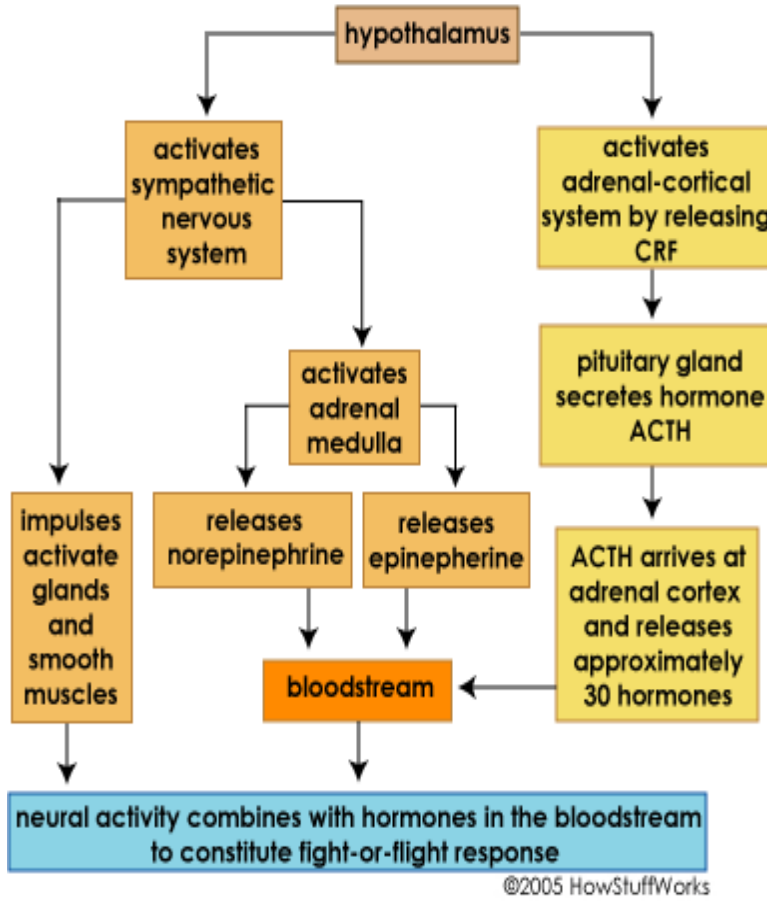 hypothalamus
activates
sympathetic
nervous
system
activates
adrenal-cortical
system by releasing
CRF
activates
adrenal
medulla
pituitary gland
secretes hormone
ACTH
impulses
activate
glands
and
smooth
muscles
releases
norepinephrine
releases
epinepherine
ACTH arrives at
adrenal cortex
and releases
approximately
30 hormones
bloodstream
neural activity combines with hormones in the bloodstream
to constitute fight-or-flight response
©2005 HowStuffWorks